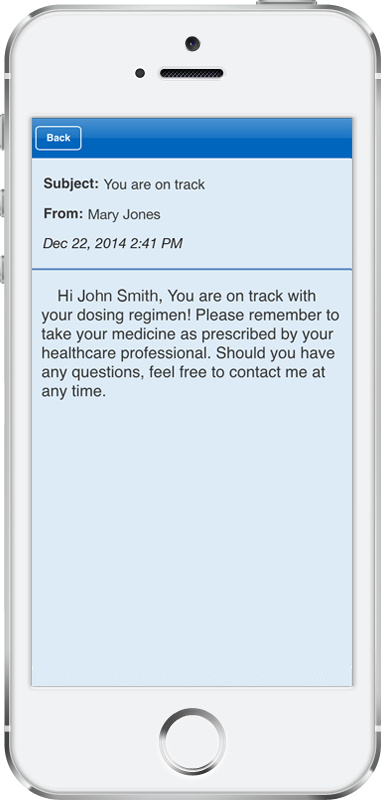 Back
Subject: You are on track
From: Mary Jones
Dec 22, 2014 2:41 PM
Hi John Smith, You are on track with
your dosing regimen! Please remember to
take your medicine as prescribed by your
healthcare professional. Should you have
any questions, feel free to contact me at
any time.